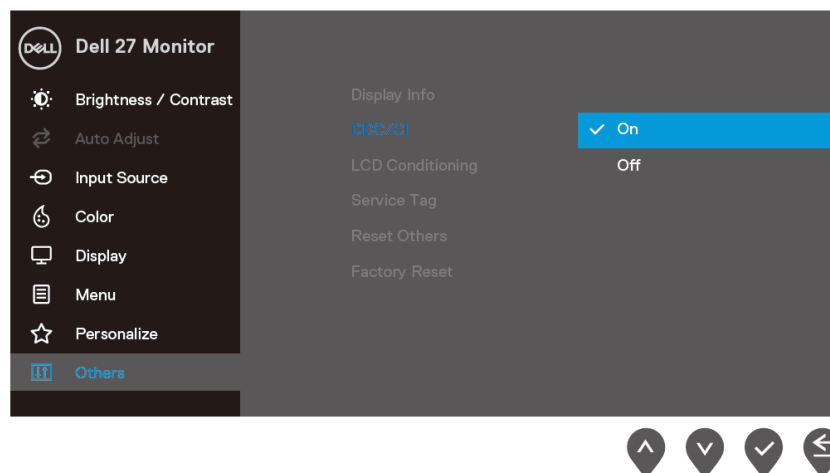 DELL
Dell 27 Monitor
Brightness / Contrast
Auto Adjust
Input Source
Color
Display
Menu
Personalize
Others
Display Info
DDC/CI
LCD Conditioning
Service Tag
Reset Others
Factory Reset
On
Off